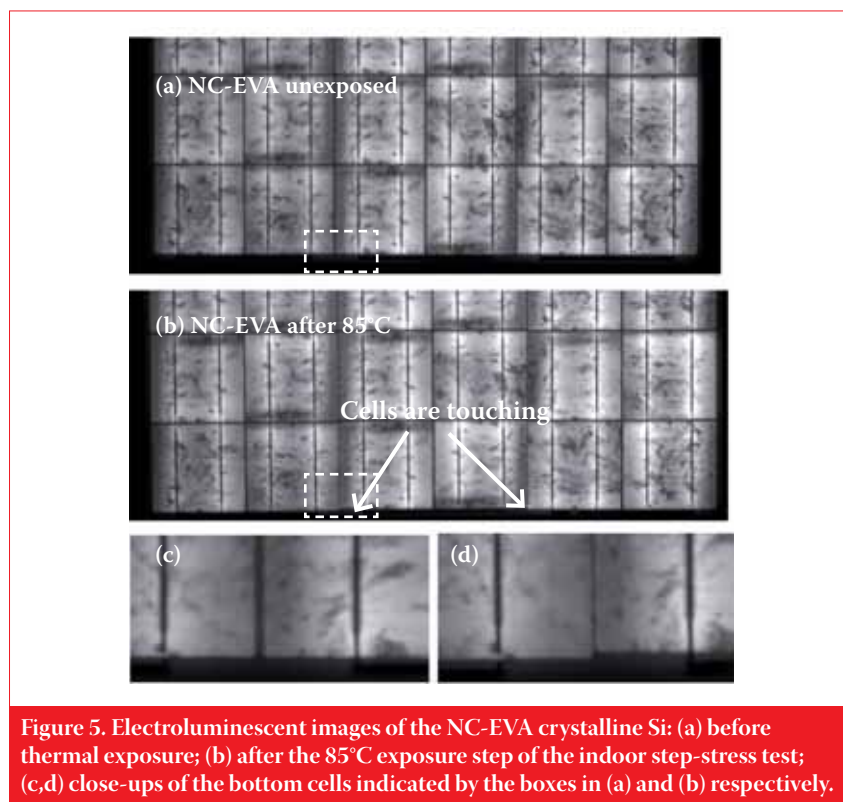 (a) NC-EVA unexposed
(b) NC-EVA after 85°C
Cells are touching
(c)
(d)
Figure 5. Electroluminescent images of the NC-EVA crystalline Si: (a) before
thermal exposure; (b) after the 85°C exposure step of the indoor step-stress test;
(c,d) close-ups of the bottom cells indicated by the boxes in (a) and (b) respectively.